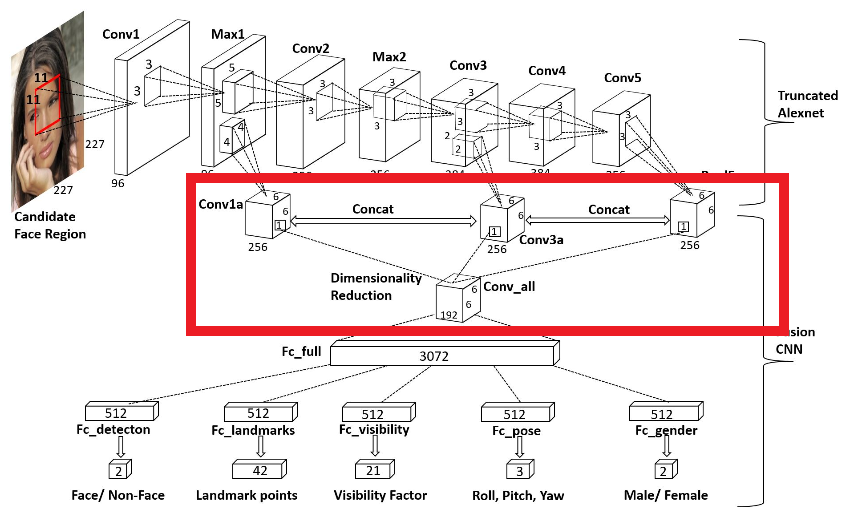 Conv1
Max1
Conv2
Max2
Conv3
Conv4
Conv5
11
11
3
3
5
5
3
3
3
3
3
3
3
3
3
3
4
4
2
2
227
227
96
Truncated
Alexnet
Candidate
Face Region
Conv1a
6
6
1
256
Concat
6
6
1
256
Conv3a
Concat
6
6
1
256
Dimensionality
Reduction
Conv_all
6
6
192
CNN
Fc_full
3072
512
512
512
512
512
Fc_detecton
Fc_landmarks
Fc_visibility
Fc_pose
Fc_gender
2
42
21
3
2
Face/ Non-Face
Landmark points
Visibility Factor
Roll, Pitch, Yaw
Male/ Female